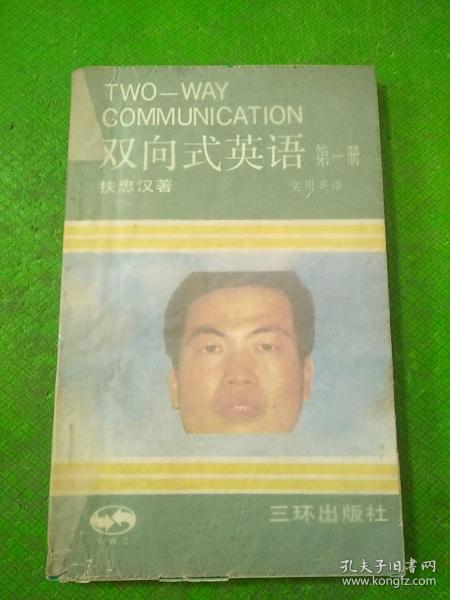 TWO—WAY
COMMUNICATION
双向式英语 第一册
扶忠汉著 实用英语
T.W.C
三环出版社
孔夫子旧书网
www.kongfz.com